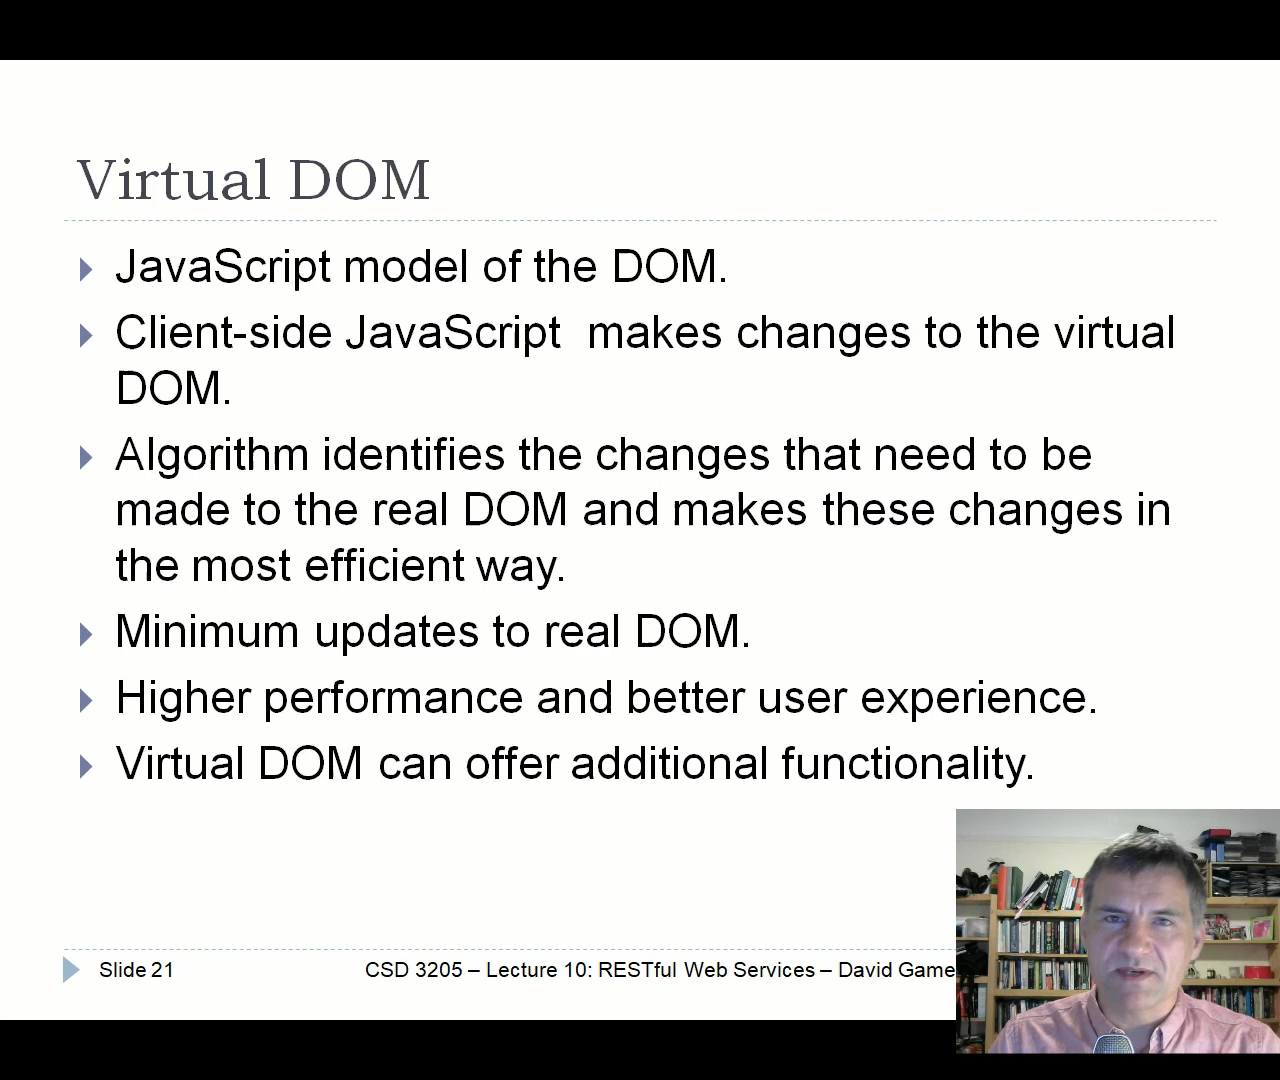 Virtual DOM
JavaScript model of the DOM.
Client-side JavaScript  makes changes to the virtual
DOM.
Algorithm identifies the changes that need to be
made to the real DOM and makes these changes in
the most efficient way.
Minimum updates to real DOM.
Higher performance and better user experience.
Virtual DOM can offer additional functionality.
Slide 21
CSD 3205 – Lecture 10: RESTful Web Services – David Game